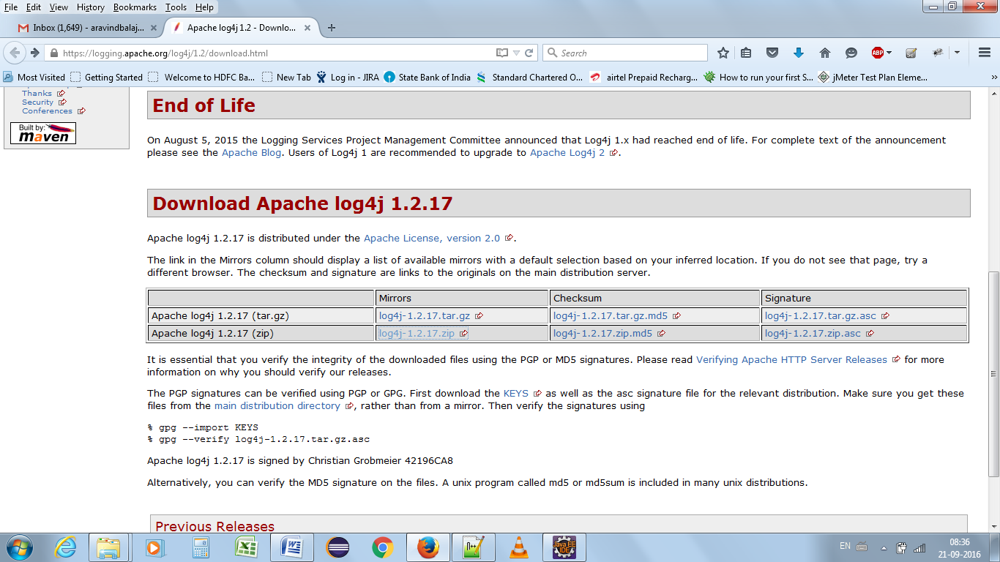 File Edit View History Bookmarks Tools Help
Inbox (1,649) - aravindbalaj... × Apache log4j 1.2 - Downlo... ×
https://logging.apache.org/log4j/1.2/download.html Search ABP
Most Visited Getting Started Welcome to HDFC Ba... New Tab Log in - JIRA State Bank of India Standard Chartered O... airtel Prepaid Recharg... How to run your first S... jMeter Test Plan Eleme... »
Thanks
Security
Conferences
Built by:
maven
End of Life
On August 5, 2015 the Logging Services Project Management Committee announced that Log4j 1.x had reached end of life. For complete text of the announcement
please see the Apache Blog. Users of Log4j 1 are recommended to upgrade to Apache Log4j 2 .
Download Apache log4j 1.2.17
Apache log4j 1.2.17 is distributed under the Apache License, version 2.0 .
The link in the Mirrors column should display a list of available mirrors with a default selection based on your inferred location. If you do not see that page, try a
different browser. The checksum and signature are links to the originals on the main distribution server.
Mirrors Checksum Signature
Apache log4j 1.2.17 (tar.gz) log4j-1.2.17.tar.gz log4j-1.2.17.tar.gz.md5 log4j-1.2.17.tar.gz.asc
Apache log4j 1.2.17 (zip) log4j-1.2.17.zip log4j-1.2.17.zip.md5 log4j-1.2.17.zip.asc
It is essential that you verify the integrity of the downloaded files using the PGP or MD5 signatures. Please read Verifying Apache HTTP Server Releases for more
information on why you should verify our releases.
The PGP signatures can be verified using PGP or GPG. First download the KEYS as well as the asc signature file for the relevant distribution. Make sure you get these
files from the main distribution directory , rather than from a mirror. Then verify the signatures using
% gpg --import KEYS
% gpg --verify log4j-1.2.17.tar.gz.asc
Apache log4j 1.2.17 is signed by Christian Grobmeier 42196CA8
Alternatively, you can verify the MD5 signature on the files. A unix program called md5 or md5sum is included in many unix distributions.
Previous Releases
Java EE
IDE
EN 08:36
21-09-2016